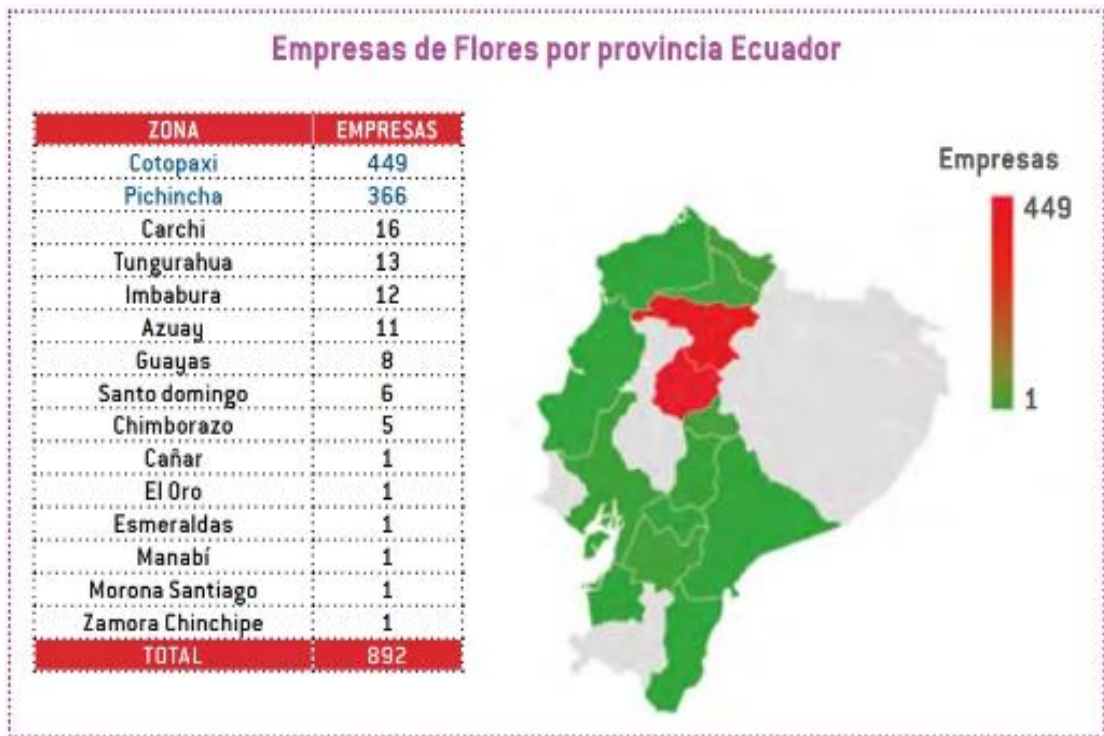 Empresas de Flores por provincia Ecuador
ZONA EMPRESAS
Cotopaxi 449
Pichincha 366
Carchi 16
Tungurahua 13
Imbabura 12
Azuay 11
Guayas 8
Santo domingo 6
Chimborazo 5
Cañar 1
El Oro 1
Esmeraldas 1
Manabí 1
Morona Santiago 1
Zamora Chinchipe 1
TOTAL 892
Empresas
449
1